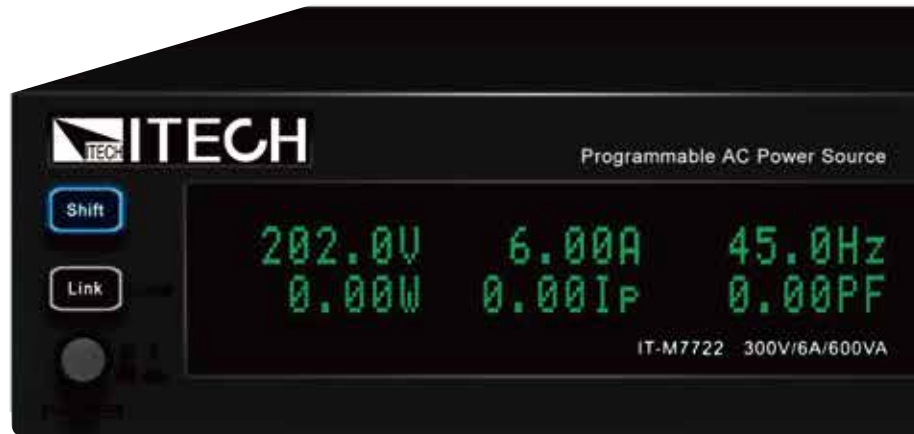 ITECH ITECH
Programmable AC Power Source
Shift
202.0V 6.00A 45.0Hz
Link
0.00W 0.00Ip 0.00PF
IT-M7722 300V/6A/600VA